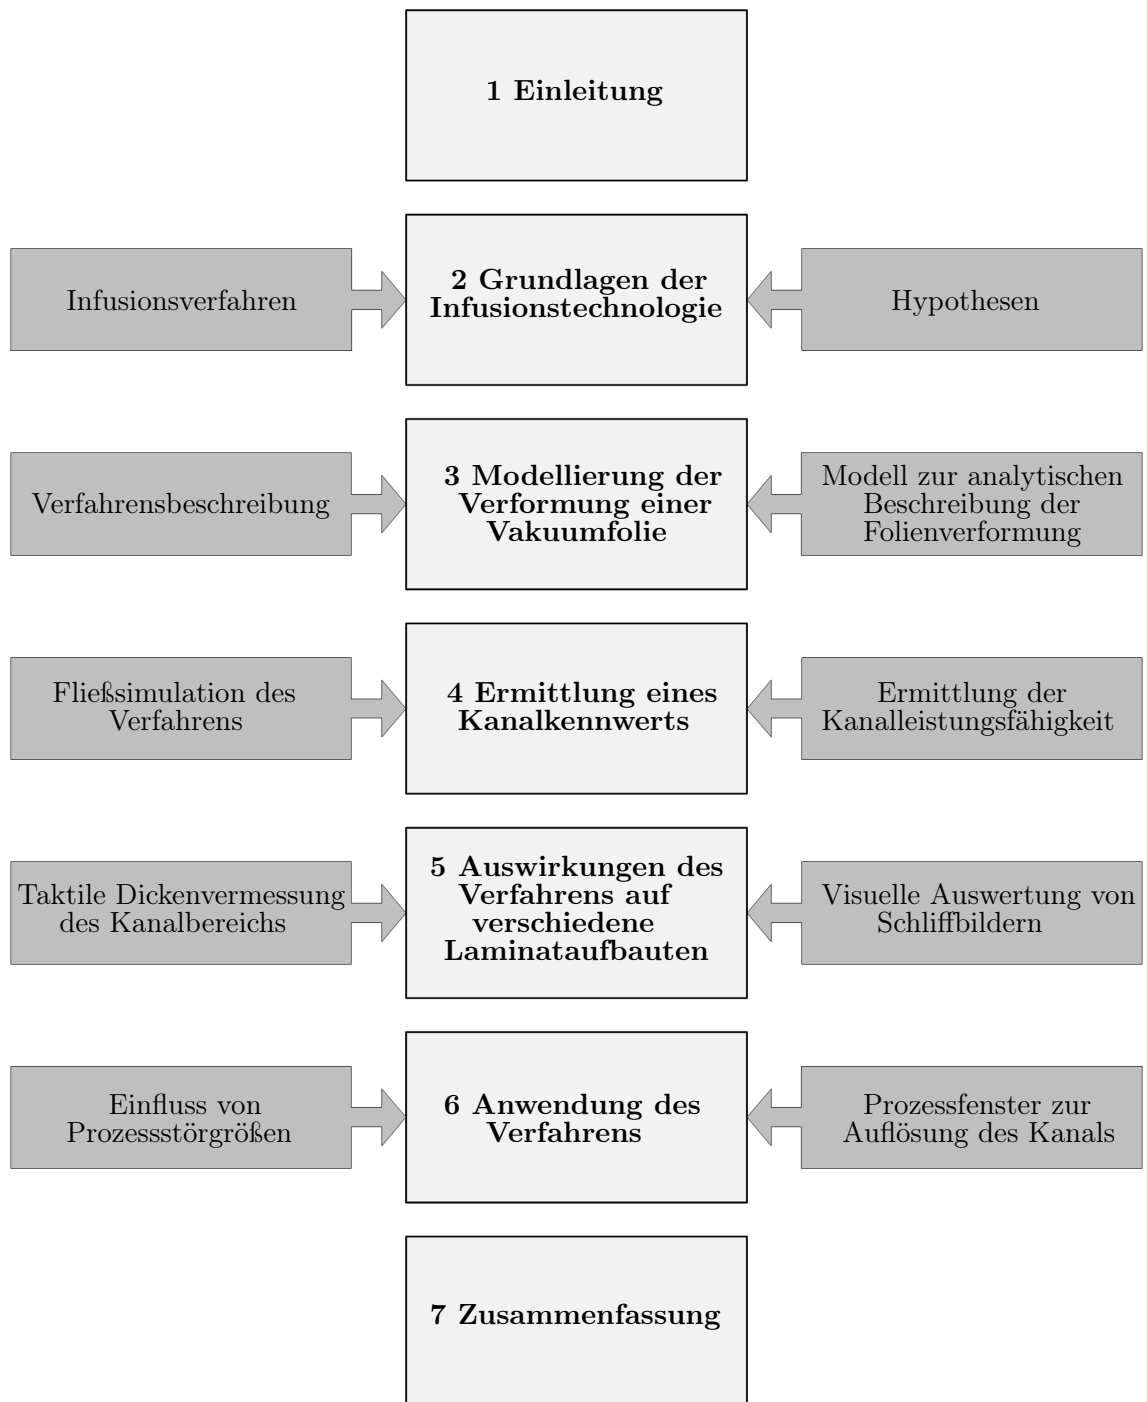 1 Einleitung
Infusionsverfahren
2 Grundlagen der
Infusionstechnologie
Hypothesen
Verfahrensbeschreibung
3 Modellierung der
Verformung einer
Vakuumfolie
Modell zur analytischen
Beschreibung der
Folienverformung
Fließsimulation des
Verfahrens
4 Ermittlung eines
Kanalkennwerts
Ermittlung der
Kanalleistungsfähigkeit
Taktile Dickenvermessung
des Kanalbereichs
5 Auswirkungen des
Verfahrens auf
verschiedene
Laminataufbauten
Visuelle Auswertung von
Schliffbildern
Einfluss von
Prozessstörgrößen
6 Anwendung des
Verfahrens
Prozessfenster zur
Auflösung des Kanals
7 Zusammenfassung